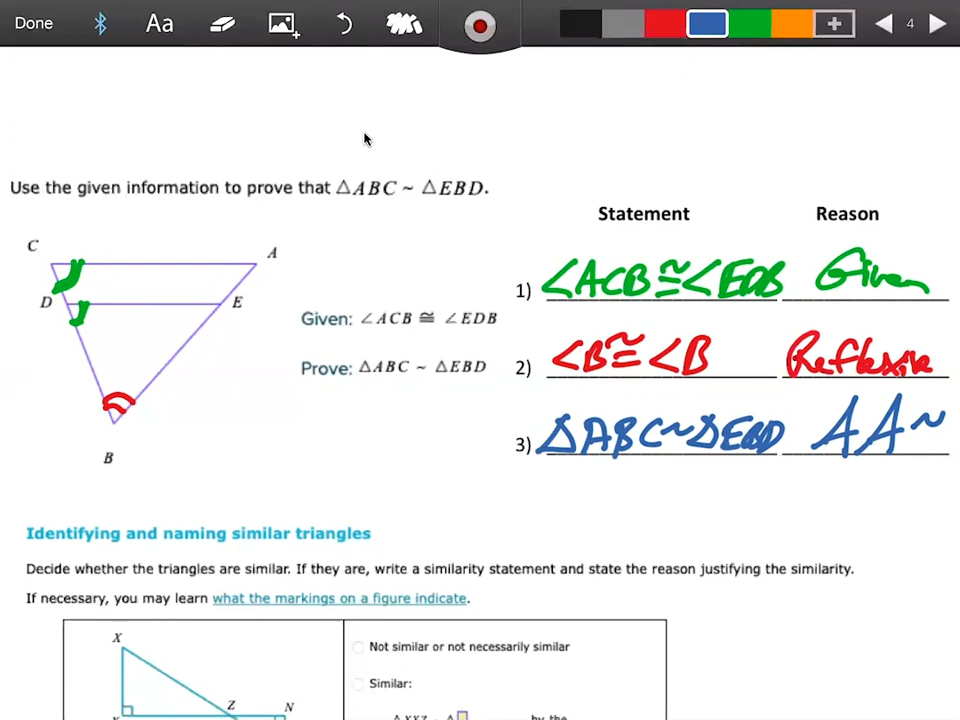 Done Aa 4
Use the given information to prove that △ABC ~ △EBD.
Statement Reason
C A
D E
B
Given: ∠ACB ≅ ∠EDB
Prove: △ABC ~ △EBD
1) ∠ACB ≅ ∠EDB Given
2) ∠B ≅ ∠B Reflexive
3) △ABC ~ △EBD AA~
Identifying and naming similar triangles
Decide whether the triangles are similar. If they are, write a similarity statement and state the reason justifying the similarity.
If necessary, you may learn what the markings on a figure indicate.
X
Z N
Not similar or not necessarily similar
Similar:
by the